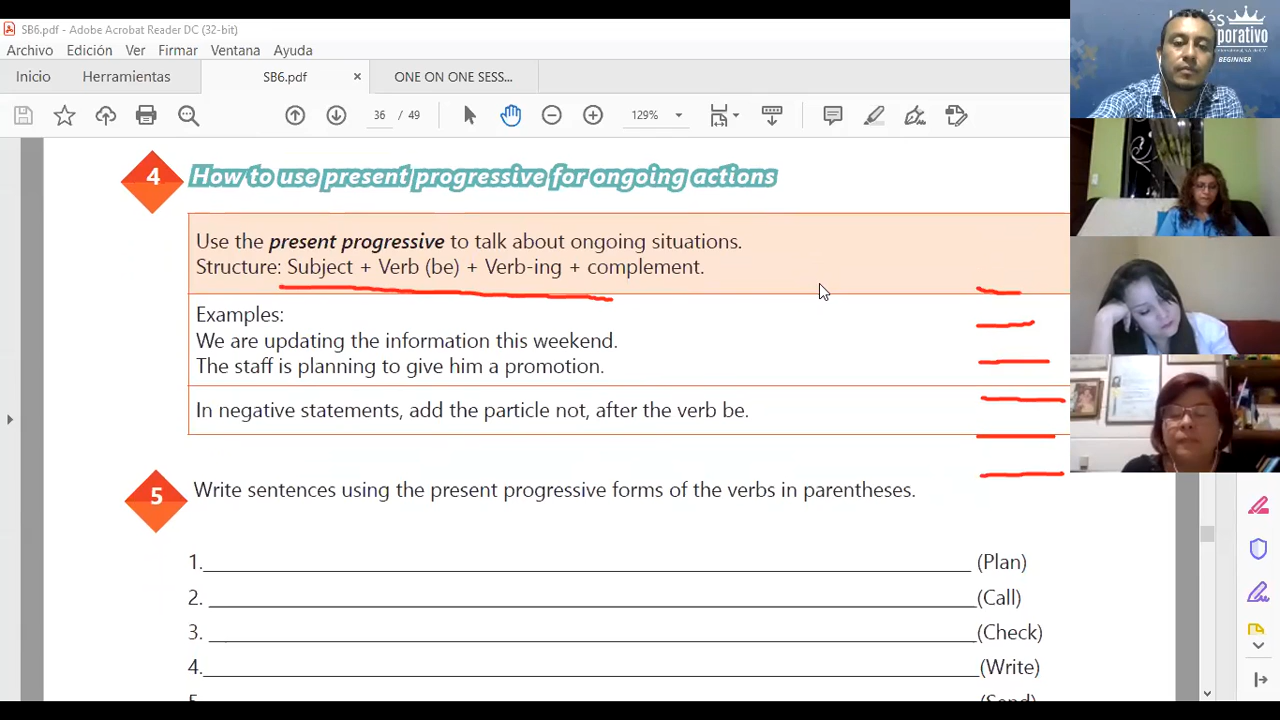 SB6.pdf - Adobe Acrobat Reader DC (32-bit)
Archivo Edición Ver Firmar Ventana Ayuda
Inicio Herramientas SB6.pdf × ONE ON ONE SESS...
36 / 49 129%
4 How to use present progressive for ongoing actions
Use the present progressive to talk about ongoing situations.
Structure: Subject + Verb (be) + Verb-ing + complement.
Examples:
We are updating the information this weekend.
The staff is planning to give him a promotion.
In negative statements, add the particle not, after the verb be.
5 Write sentences using the present progressive forms of the verbs in parentheses.
1. (Plan)
2. (Call)
3. (Check)
4. (Write)
5. (Send)
BEGINNER